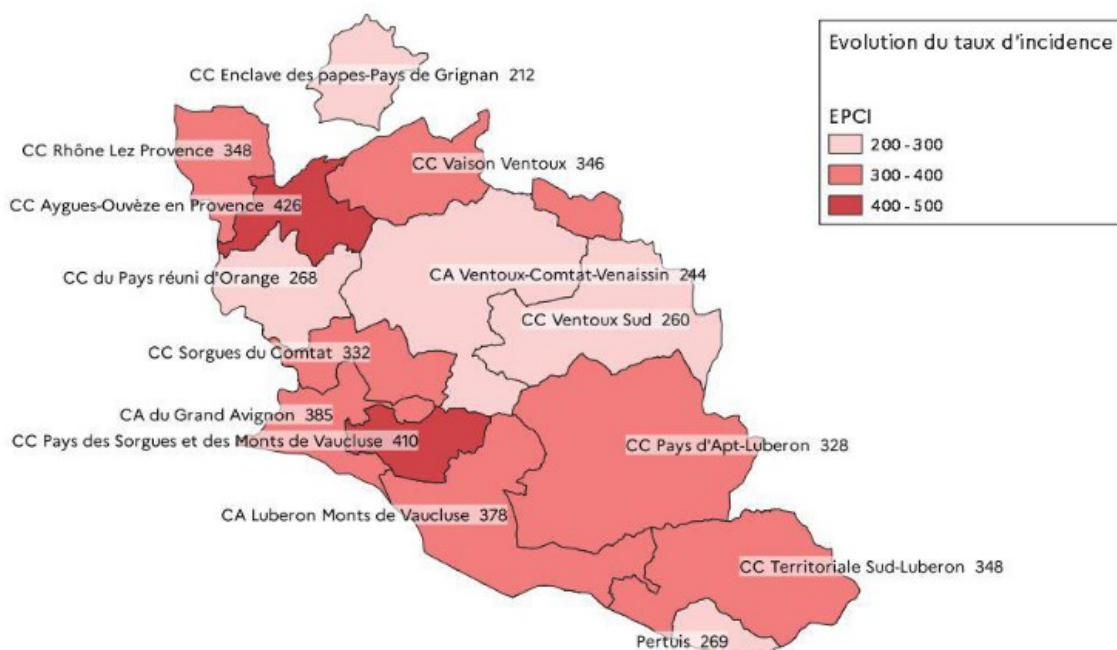 Evolution du taux d'incidence
EPCI
200 - 300
300 - 400
400 - 500
CC Enclave des papes-Pays de Grignan 212
CC Rhône Lez Provence 348
CC Vaison Ventoux 346
CC Aygues-Ouvèze en Provence 426
CC du Pays réuni d'Orange 268
CA Ventoux-Comtat-Venaissin 244
CC Ventoux Sud 260
CC Sorgues du Comtat 332
CA du Grand Avignon 385
CC Pays des Sorgues et des Monts de Vaucluse 410
CC Pays d'Apt-Luberon 328
CA Luberon Monts de Vaucluse 378
CC Territoriale Sud-Luberon 348
Pertuis 269